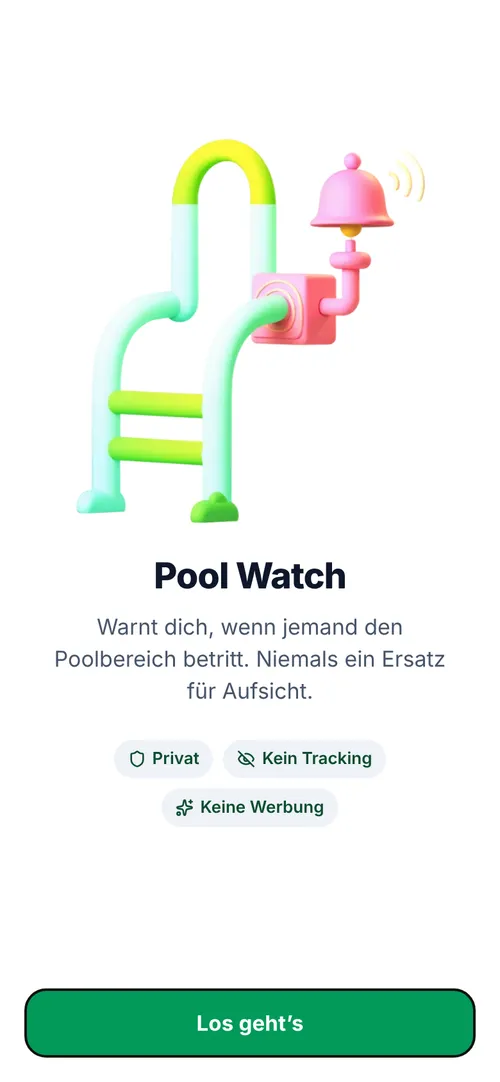 Pool Watch
Warnt dich, wenn jemand den
Poolbereich betritt. Niemals ein Ersatz
für Aufsicht.
Privat
Kein Tracking
Keine Werbung
Los geht’s